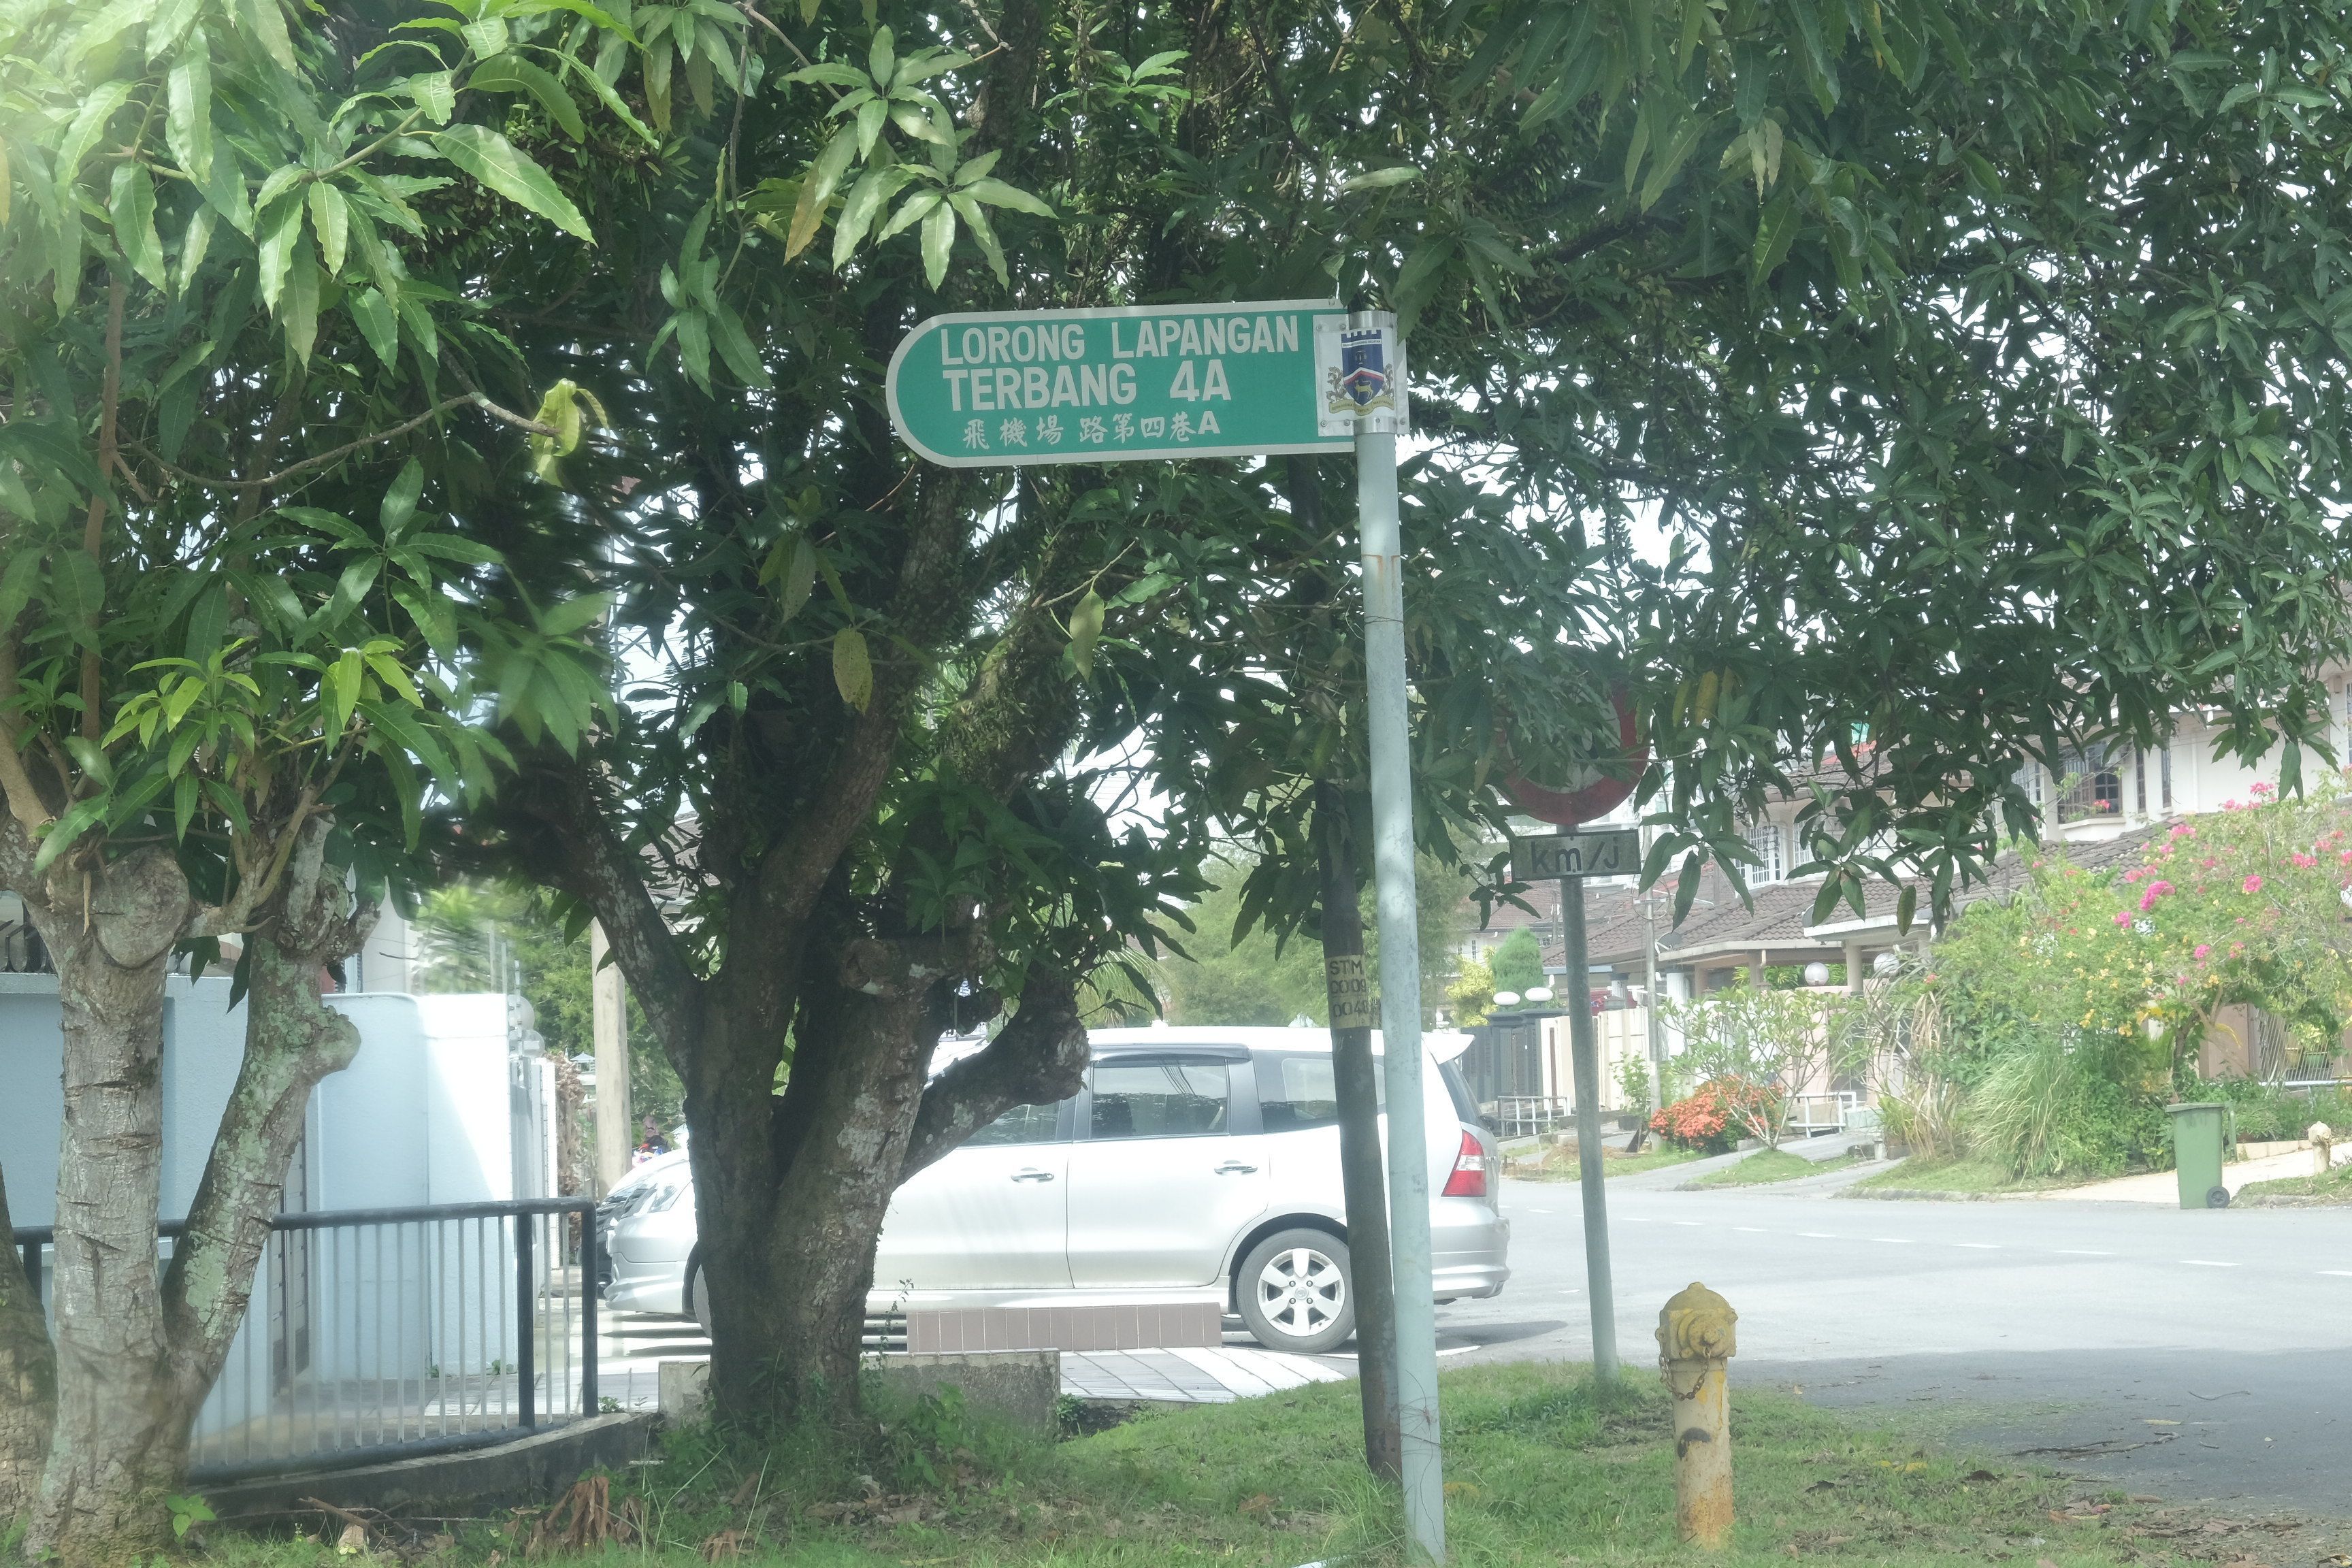 LORONG LAPANGAN
TERBANG 4A
飛機場路第四巷A
km/j
STM